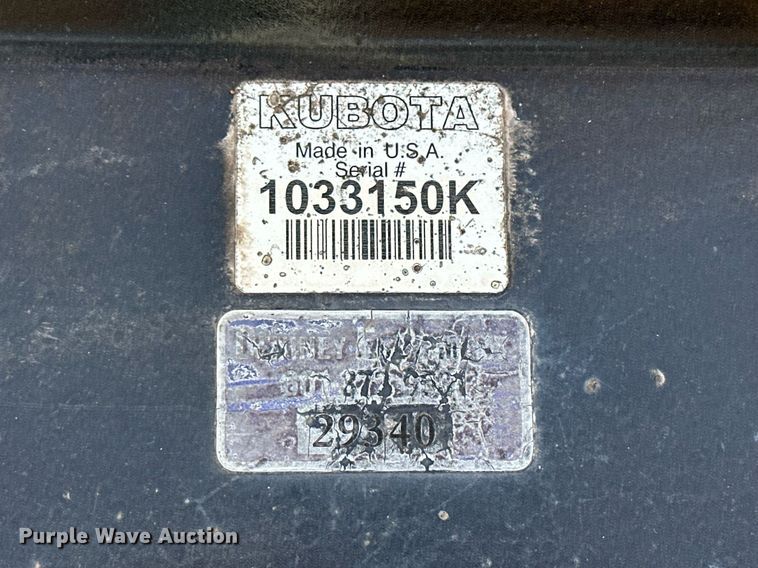 KUBOTA
Made in U.S.A.
Serial #
1033150K
29340
Purple Wave Auction